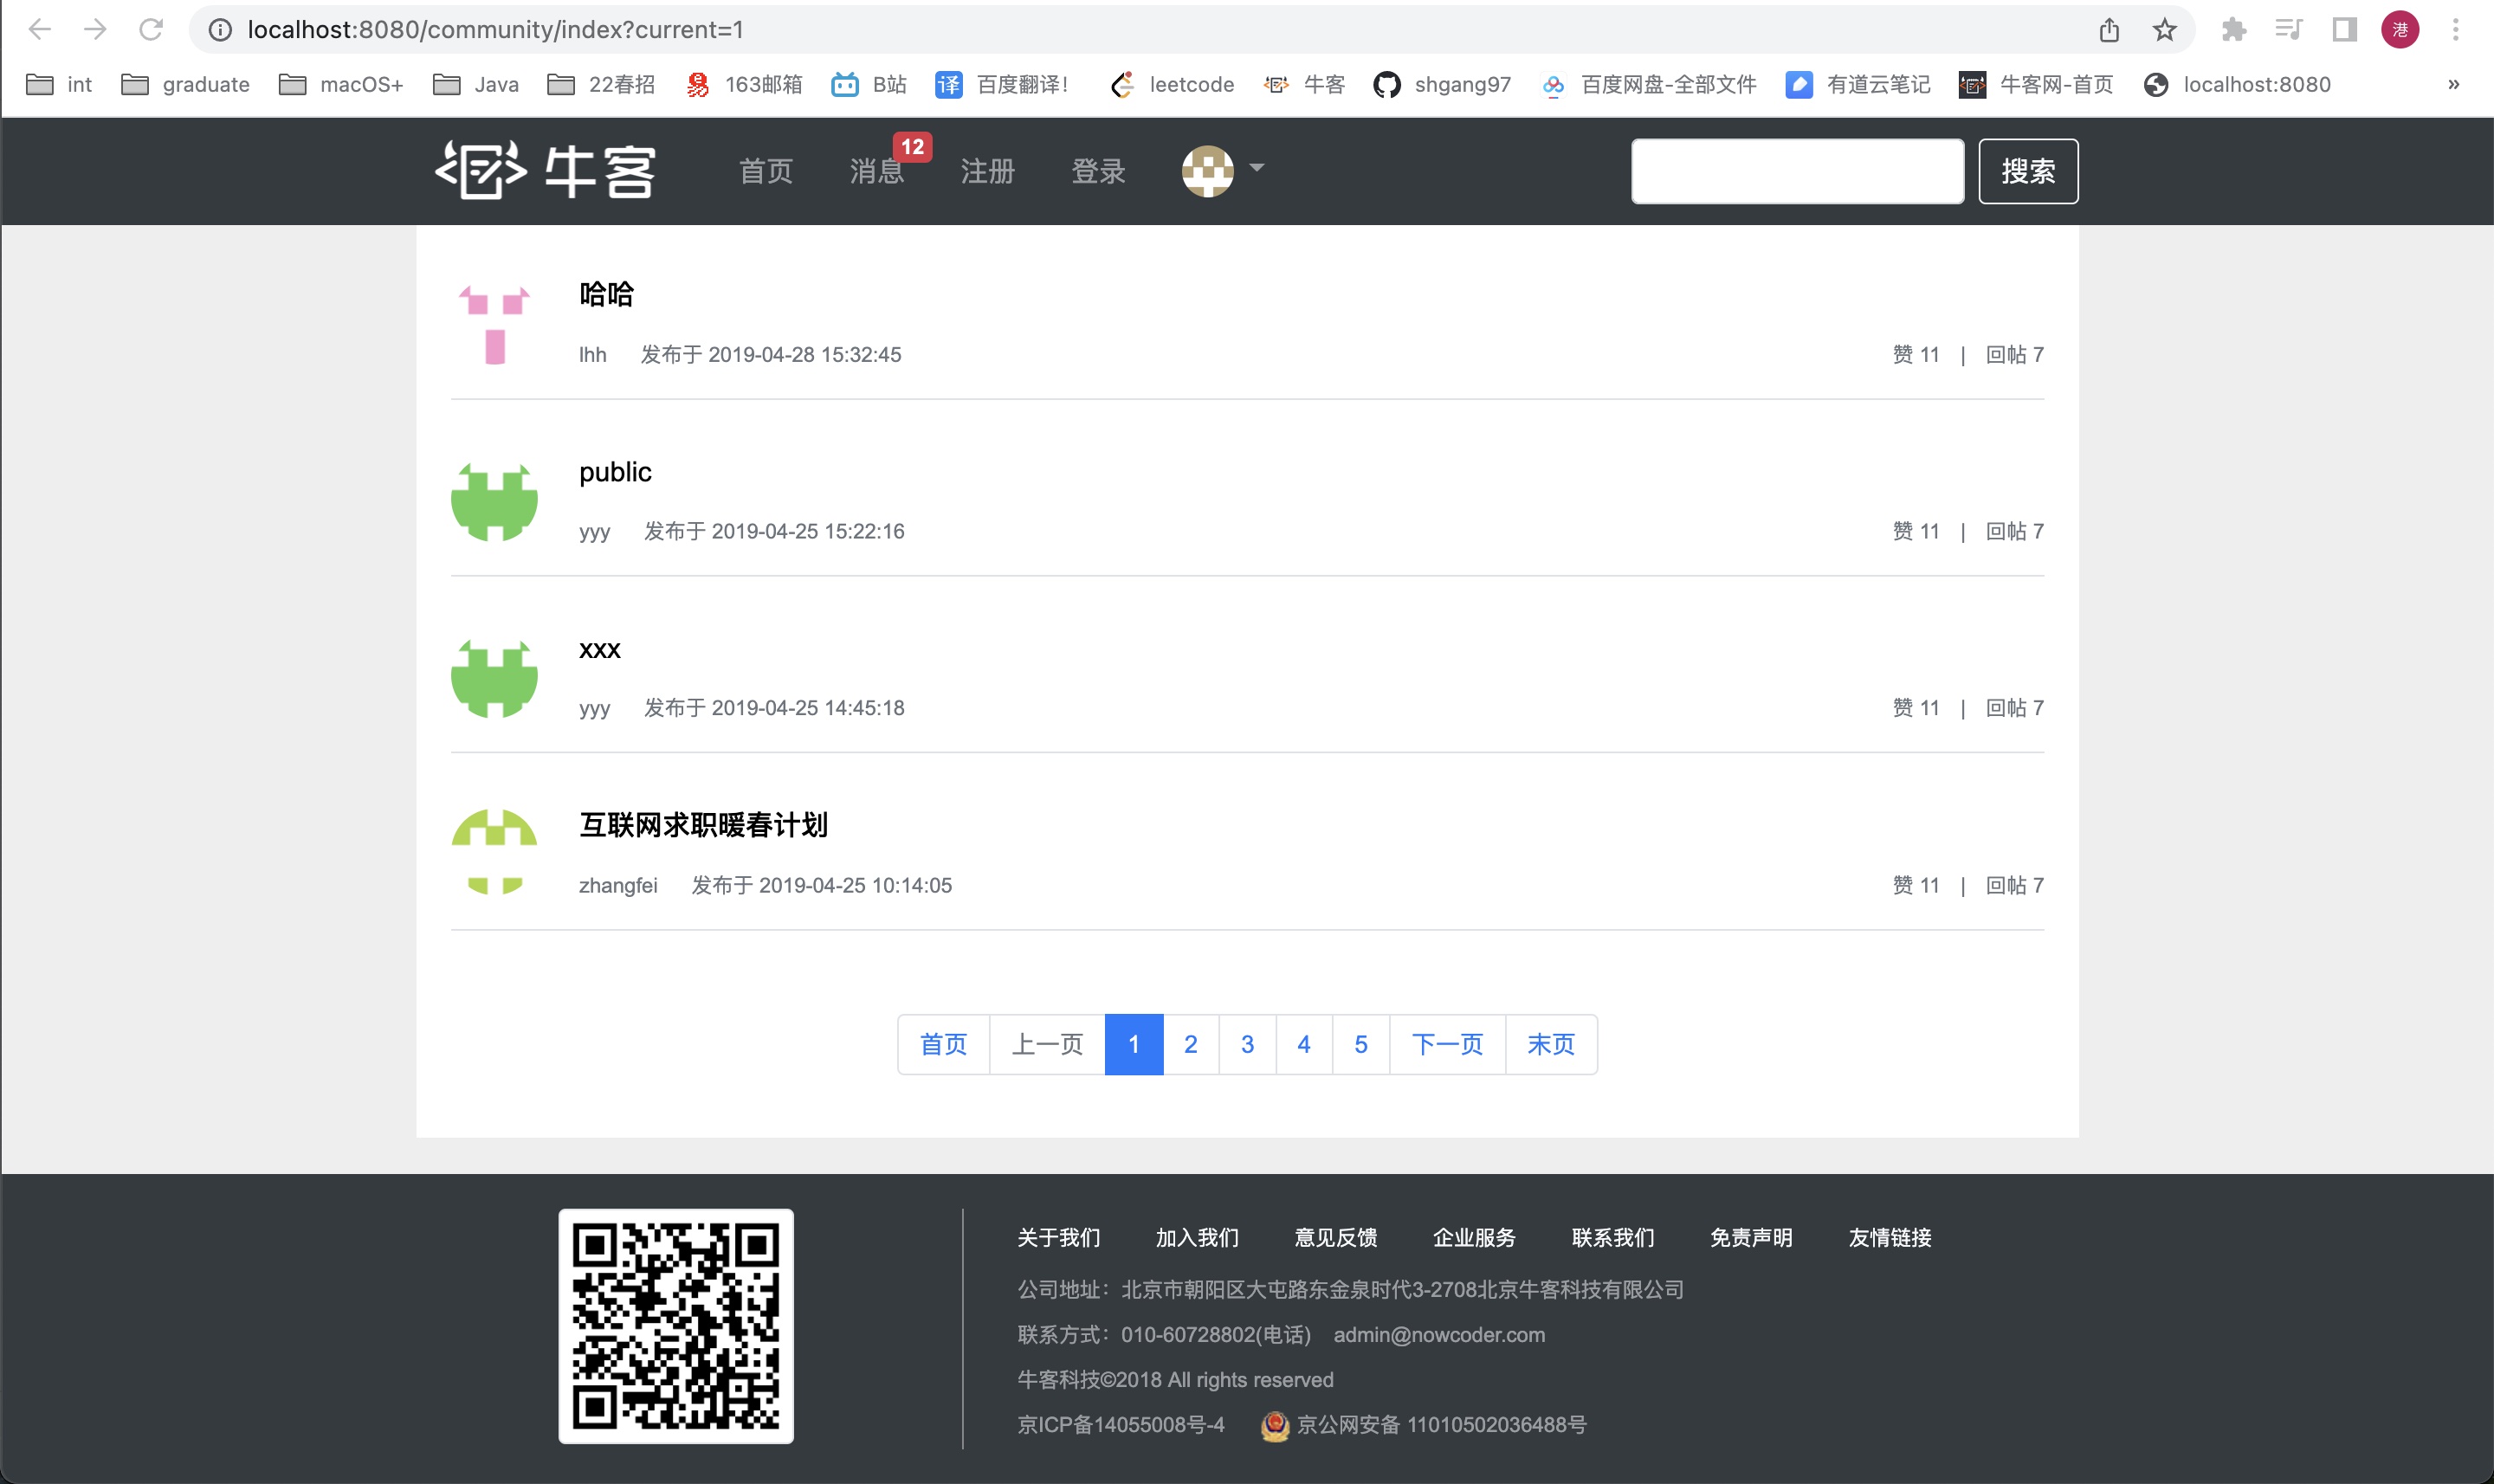 localhost:8080/community/index?current=1
港
int graduate macOS+ Java 22春招 163邮箱 B站 译 百度翻译! leetcode 牛客 shgang97 百度网盘-全部文件 有道云笔记 牛客网-首页 localhost:8080 »
牛客 首页 消息 12 注册 登录 搜索
哈哈
lhh 发布于 2019-04-28 15:32:45 赞 11 | 回帖 7
public
yyy 发布于 2019-04-25 15:22:16 赞 11 | 回帖 7
xxx
yyy 发布于 2019-04-25 14:45:18 赞 11 | 回帖 7
互联网求职暖春计划
zhangfei 发布于 2019-04-25 10:14:05 赞 11 | 回帖 7
首页 上一页 1 2 3 4 5 下一页 末页
关于我们 加入我们 意见反馈 企业服务 联系我们 免责声明 友情链接
公司地址：北京市朝阳区大屯路东金泉时代3-2708北京牛客科技有限公司
联系方式：010-60728802(电话) admin@nowcoder.com
牛客科技©2018 All rights reserved
京ICP备14055008号-4 京公网安备 11010502036488号